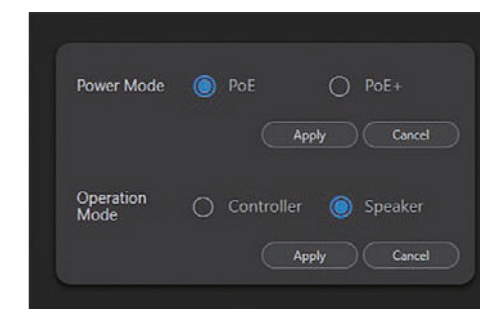 Power Mode PoE PoE+
Apply Cancel
Operation
Mode Controller Speaker
Apply Cancel